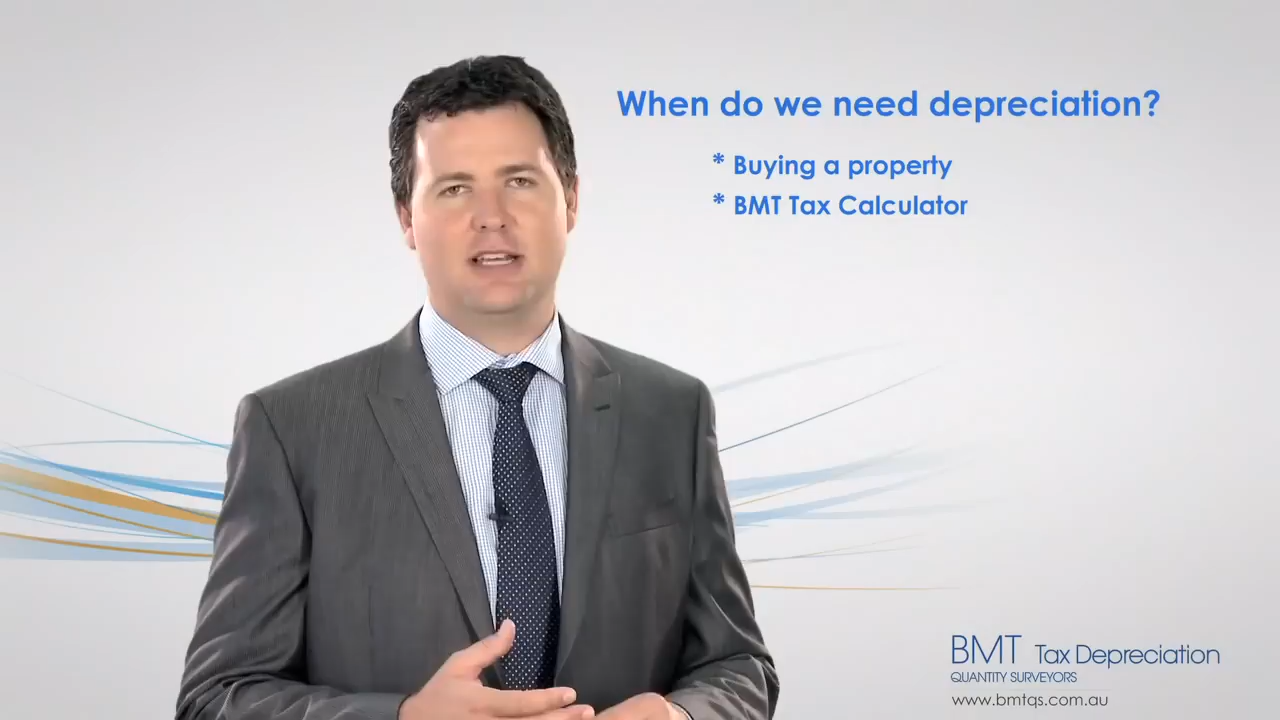 When do we need depreciation?
* Buying a property
* BMT Tax Calculator
BMT Tax Depreciation
QUANTITY SURVEYORS
www.bmtqs.com.au